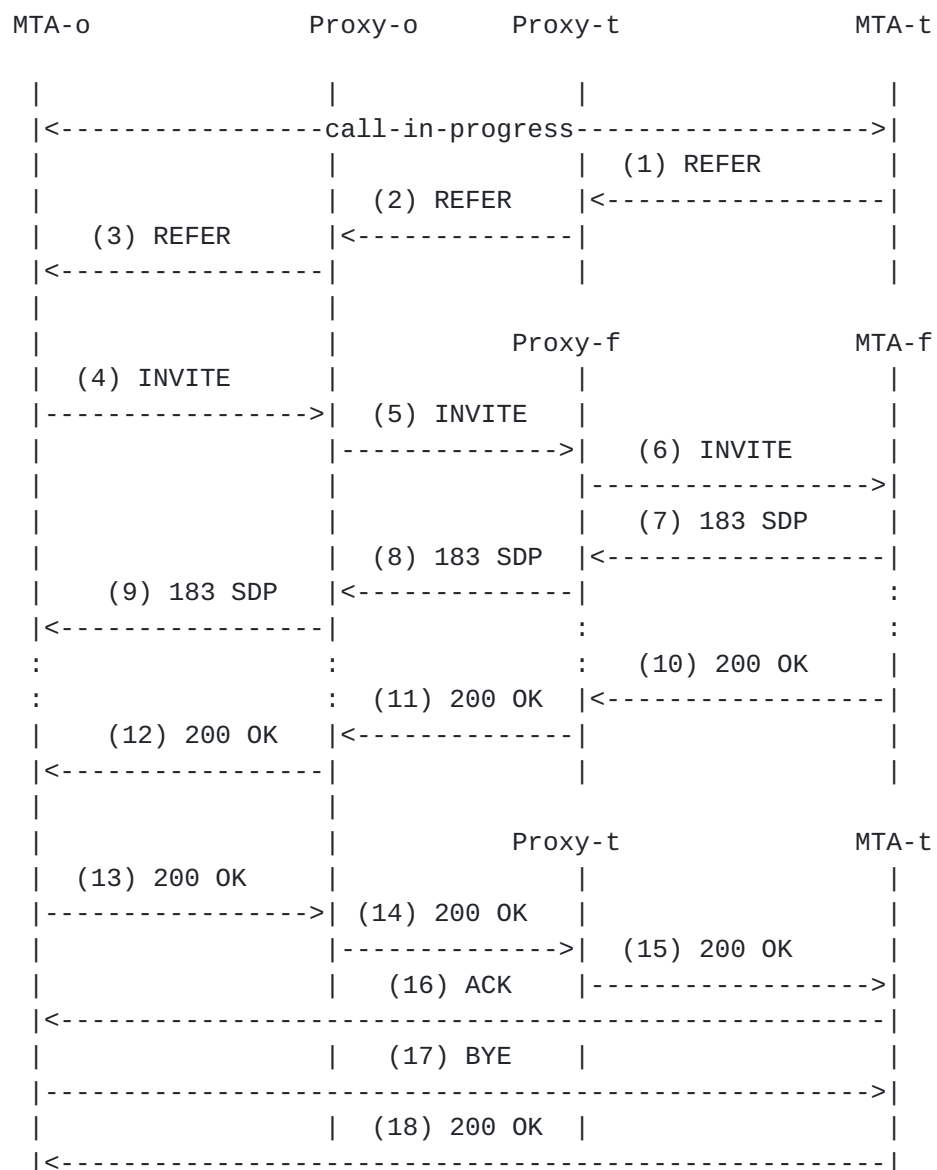 MTA-o Proxy-o Proxy-t MTA-t
call-in-progress
(1) REFER
(2) REFER
(3) REFER
Proxy-f MTA-f
(4) INVITE
(5) INVITE
(6) INVITE
(7) 183 SDP
(8) 183 SDP
(9) 183 SDP
(10) 200 OK
(11) 200 OK
(12) 200 OK
Proxy-t MTA-t
(13) 200 OK
(14) 200 OK
(15) 200 OK
(16) ACK
(17) BYE
(18) 200 OK